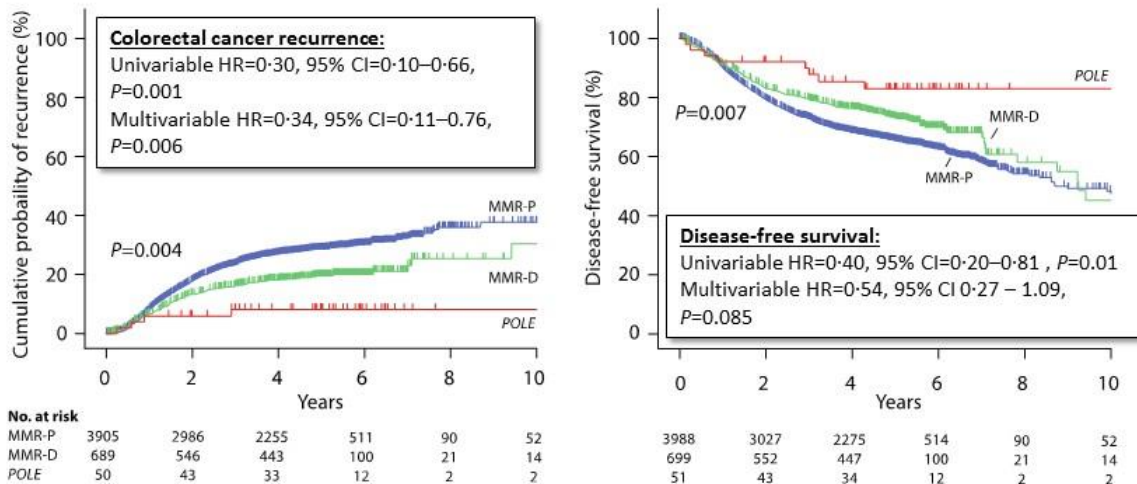 Cumulative probaility of recurrence (%)
100
80
60
40
20
0
Colorectal cancer recurrence:
Univariable HR=0·30, 95% CI=0·10–0·66,
P=0·001
Multivariable HR=0·34, 95% CI=0·11–0·76,
P=0·006
P=0.004
MMR-P
MMR-D
POLE
0 2 4 6 8 10
Years
No. at risk
MMR-P 3905 2986 2255 511 90 52
MMR-D 689 546 443 100 21 14
POLE 50 43 33 12 2 2
Disease-free survival (%)
100
80
60
40
20
0
POLE
P=0.007
MMR-D
MMR-P
Disease-free survival:
Univariable HR=0·40, 95% CI=0·20–0·81 , P=0·01
Multivariable HR=0·54, 95% CI 0·27 – 1·09,
P=0·085
0 2 4 6 8 10
Years
3988 3027 2275 514 90 52
699 552 447 100 21 14
51 43 34 12 2 2